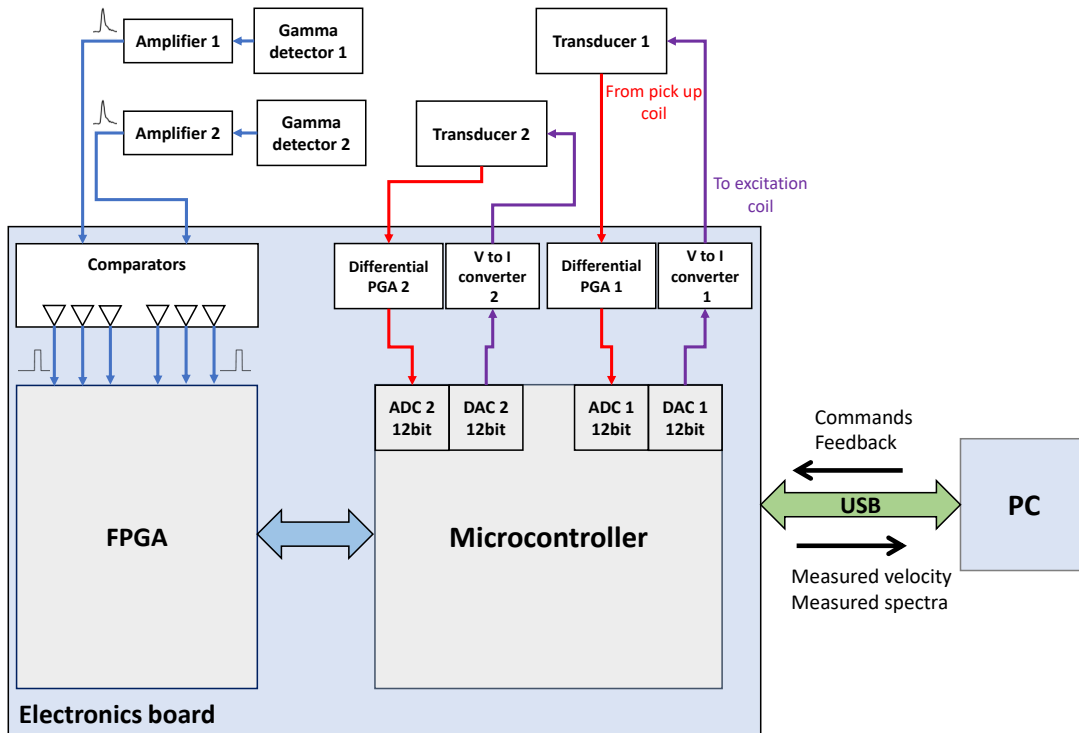 Amplifier 1
Gamma
detector 1
Transducer 1
From pick up
coil
Amplifier 2
Gamma
detector 2
Transducer 2
To excitation
coil
Comparators
Differential
PGA 2
V to I
converter
2
Differential
PGA 1
V to I
converter
1
ADC 2
12bit
DAC 2
12bit
ADC 1
12bit
DAC 1
12bit
Commands
Feedback
FPGA
Microcontroller
USB
PC
Measured velocity
Measured spectra
Electronics board